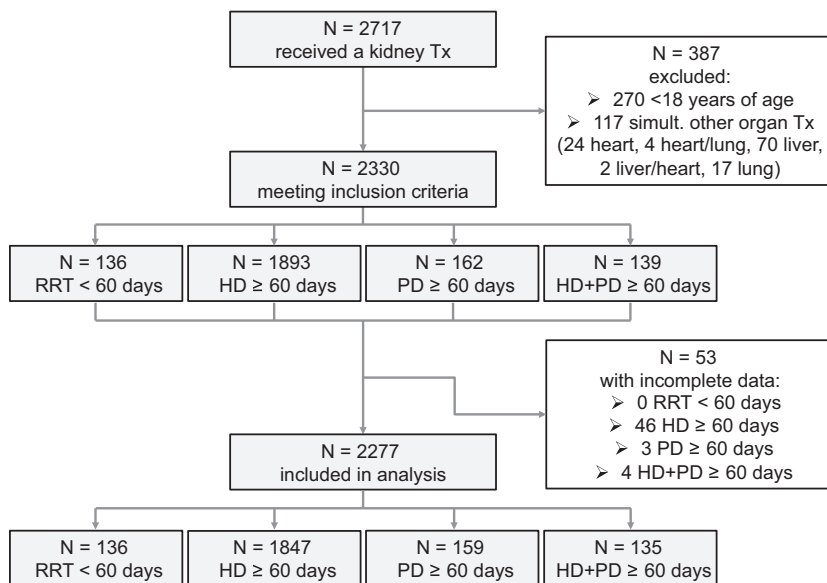 N = 2717
received a kidney Tx
N = 387
excluded:
➢ 270 <18 years of age
➢ 117 simult. other organ Tx
(24 heart, 4 heart/lung, 70 liver,
2 liver/heart, 17 lung)
N = 2330
meeting inclusion criteria
N = 136
RRT < 60 days
N = 1893
HD ≥ 60 days
N = 162
PD ≥ 60 days
N = 139
HD+PD ≥ 60 days
N = 53
with incomplete data:
➢ 0 RRT < 60 days
➢ 46 HD ≥ 60 days
➢ 3 PD ≥ 60 days
➢ 4 HD+PD ≥ 60 days
N = 2277
included in analysis
N = 136
RRT < 60 days
N = 1847
HD ≥ 60 days
N = 159
PD ≥ 60 days
N = 135
HD+PD ≥ 60 days